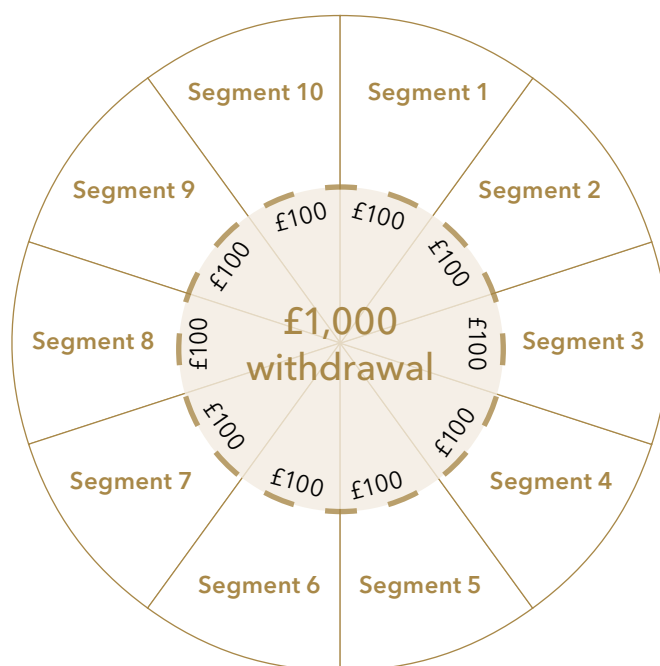 Segment 10
Segment 1
Segment 9
Segment 2
£100
£100
£100
£100
£1,000
withdrawal
Segment 8
£100
£100
Segment 3
£100
£100
£100
£100
Segment 7
Segment 4
Segment 6
Segment 5